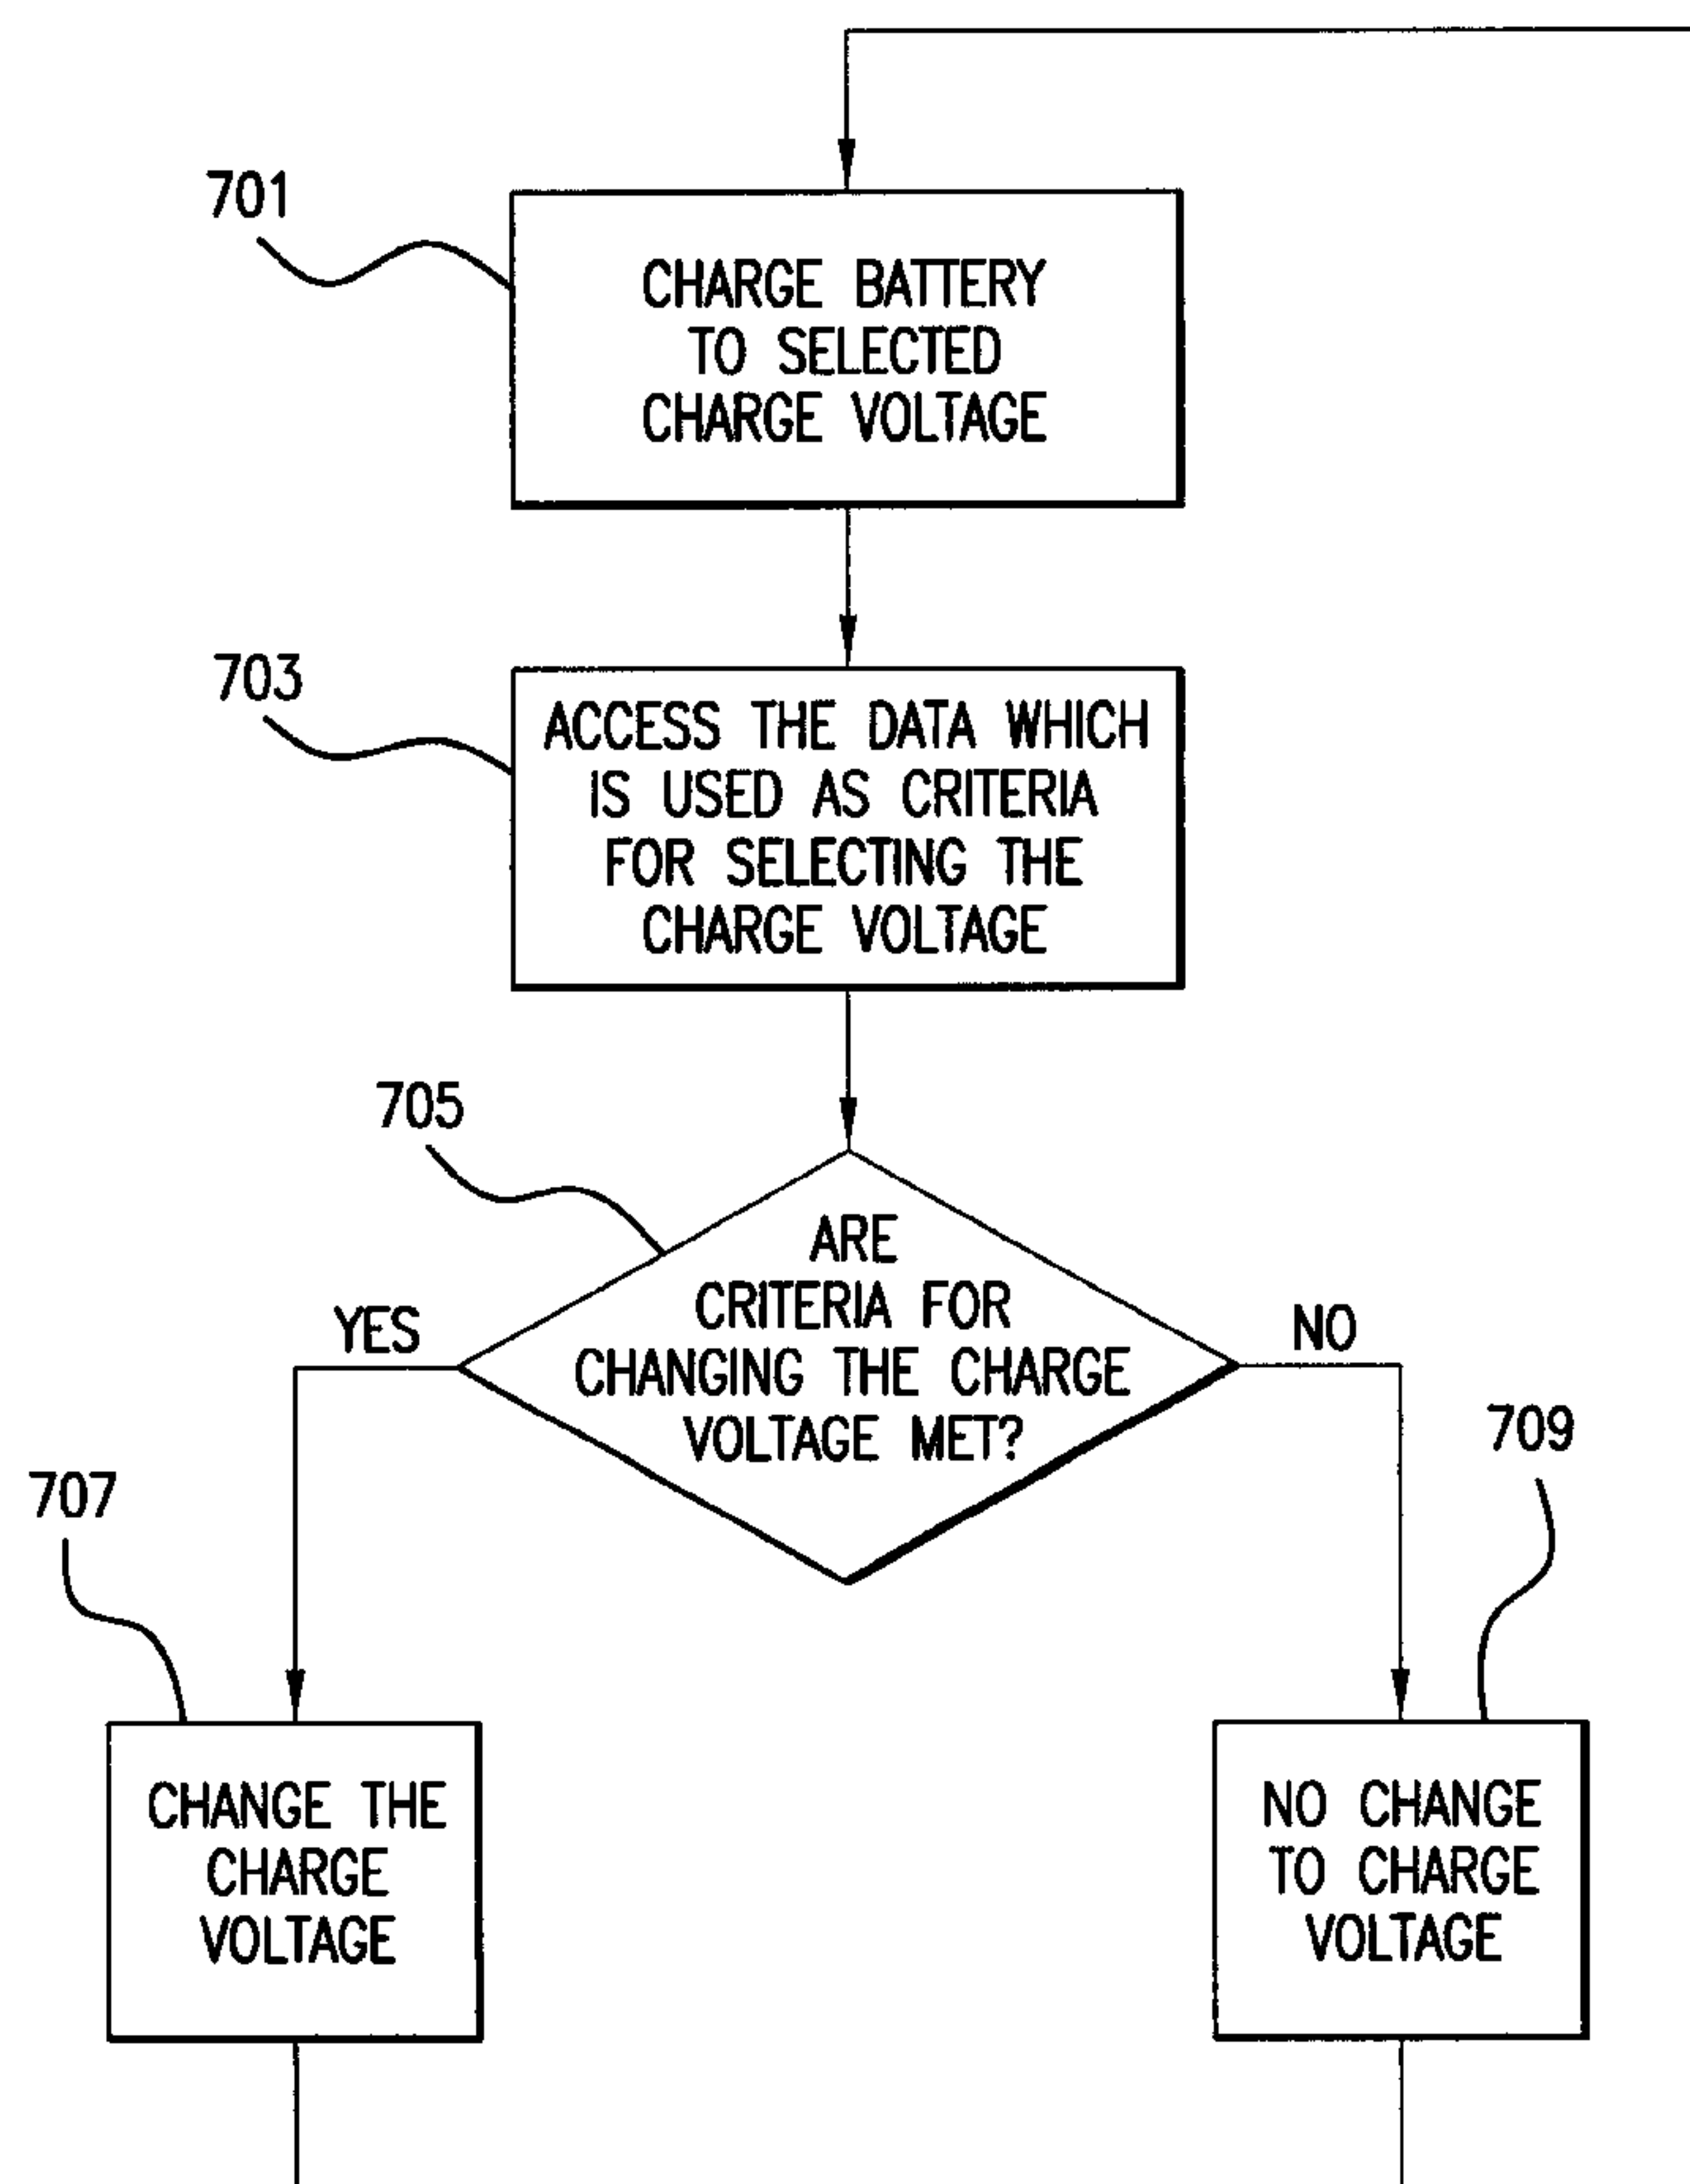 701
CHARGE BATTERY
TO SELECTED
CHARGE VOLTAGE
703
ACCESS THE DATA WHICH
IS USED AS CRITERIA
FOR SELECTING THE
CHARGE VOLTAGE
705
ARE
CRITERIA FOR
CHANGING THE CHARGE
VOLTAGE MET?
YES
NO
707
CHANGE THE
CHARGE
VOLTAGE
709
NO CHANGE
TO CHARGE
VOLTAGE